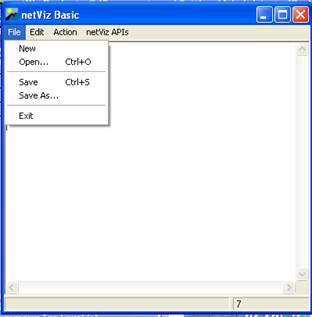 netViz Basic
File Edit Action netViz APIs
New
Open... Ctrl+O
Save Ctrl+S
Save As...
Exit
7